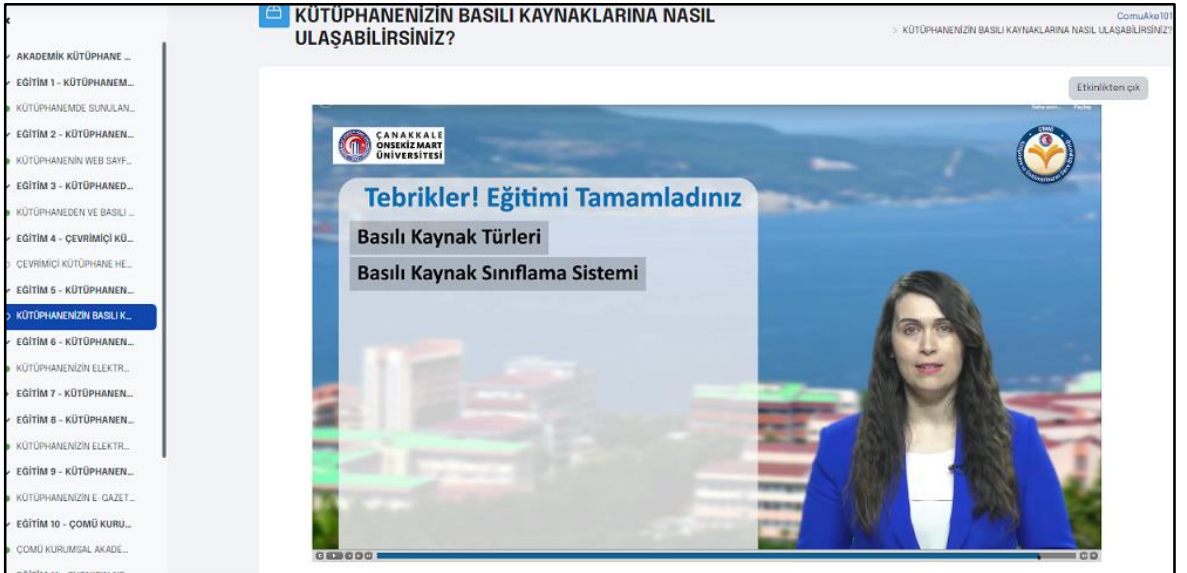 KÜTÜPHANENİZİN BASILI KAYNAKLARINA NASIL
ULAŞABİLİRSİNİZ?
ComuAke101
> KÜTÜPHANENİZİN BASILI KAYNAKLARINA NASIL ULAŞABİLİRSİNİZ?
AKADEMİK KÜTÜPHANE ...
EĞİTİM 1 - KÜTÜPHANEM...
KÜTÜPHANEMDE SUNULAN...
EĞİTİM 2 - KÜTÜPHANEN...
KÜTÜPHANENİN WEB SAYF...
EĞİTİM 3 - KÜTÜPHANED...
KÜTÜPHANEDEN VE BASILI ...
EĞİTİM 4 - ÇEVRİMİÇİ KÜ...
ÇEVRİMİÇİ KÜTÜPHANE HE...
EĞİTİM 5 - KÜTÜPHANEN...
KÜTÜPHANENİZİN BASILI K...
EĞİTİM 6 - KÜTÜPHANEN...
KÜTÜPHANENİZİN ELEKTR...
EĞİTİM 7 - KÜTÜPHANEN...
EĞİTİM 8 - KÜTÜPHANEN...
KÜTÜPHANENİZİN ELEKTR...
EĞİTİM 9 - KÜTÜPHANEN...
KÜTÜPHANENİZİN E-GAZET...
EĞİTİM 10 - ÇOMÜ KURU...
ÇOMÜ KURUMSAL AKADE...
Etkinlikten çık
ÇANAKKALE
ONSEKİZ MART
ÜNİVERSİTESİ
Tebrikler! Eğitimi Tamamladınız
Basılı Kaynak Türleri
Basılı Kaynak Sınıflama Sistemi